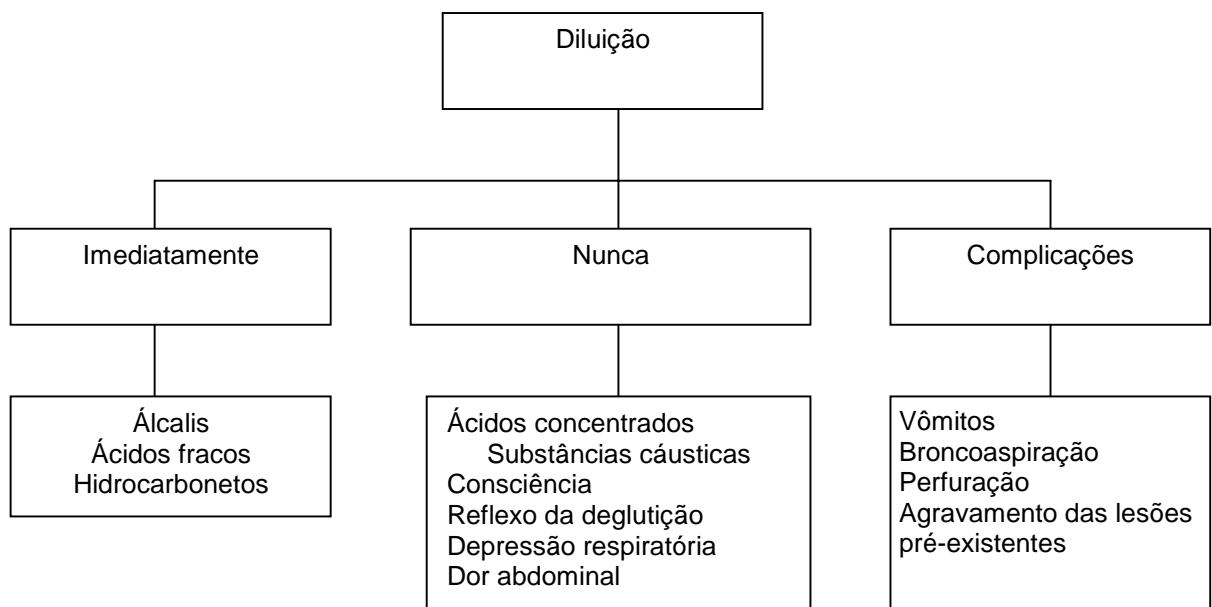 Diluição
Imediatamente
Nunca
Complicações
Álcalis
Ácidos fracos
Hidrocarbonetos
Ácidos concentrados
Substâncias cáusticas
Consciência
Reflexo da deglutição
Depressão respiratória
Dor abdominal
Vômitos
Broncoaspiração
Perfuração
Agravamento das lesões
pré-existentes